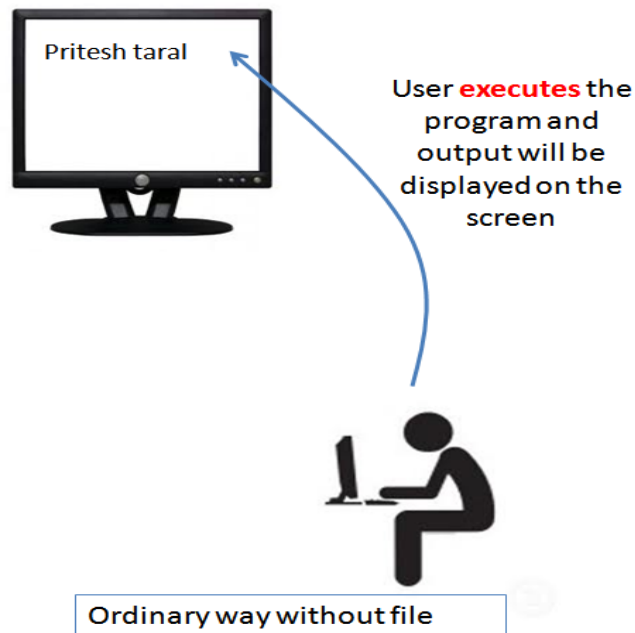 Pritesh taral
User executes the
program and
output will be
displayed on the
screen
Ordinary way without file